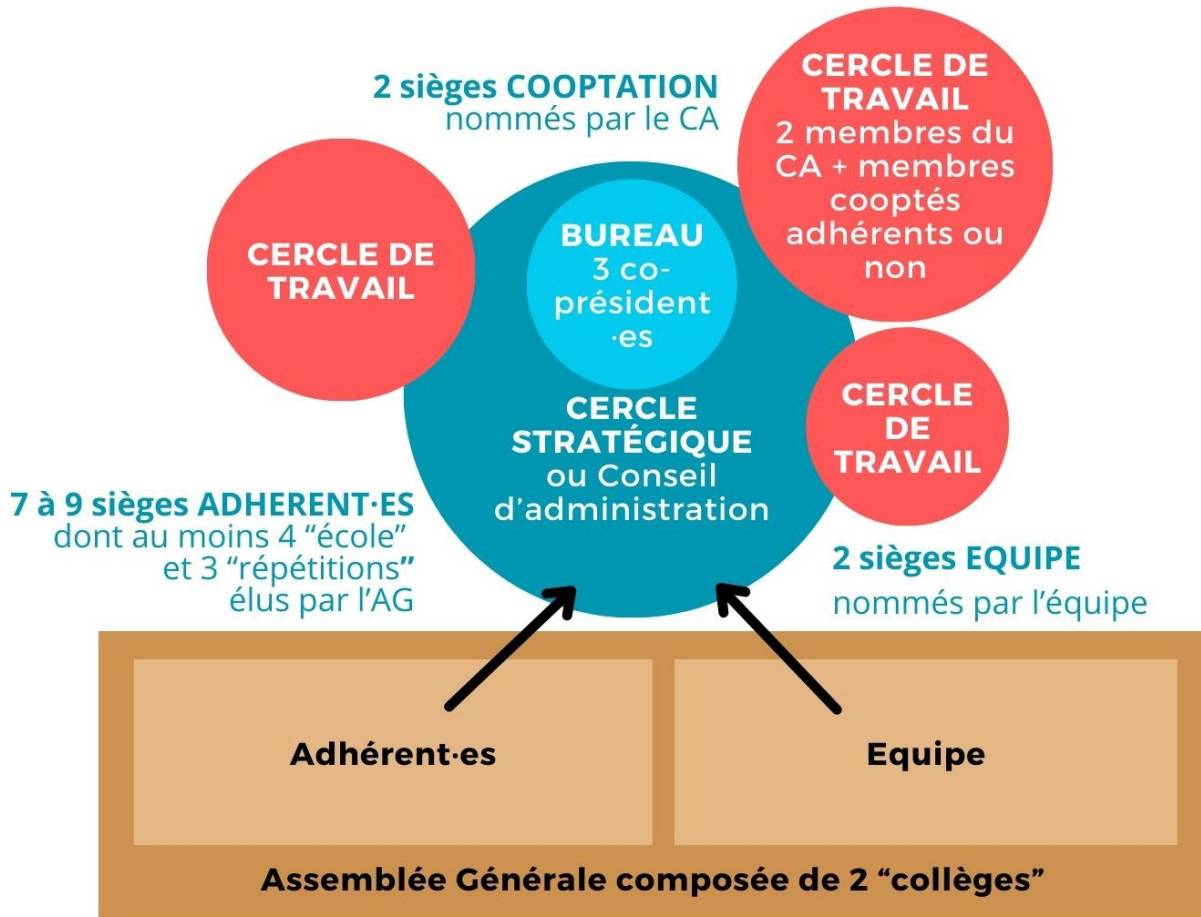 2 sièges COOPTATION
nommés par le CA
CERCLE DE
TRAVAIL
2 membres du
CA + membres
cooptés
adhérents ou
non
CERCLE DE
TRAVAIL
BUREAU
3 co-
président
·es
CERCLE
STRATÉGIQUE
ou Conseil
d'administration
CERCLE
DE
TRAVAIL
7 à 9 sièges ADHERENT·ES
dont au moins 4 “école”
et 3 “répétitions”
élus par l'AG
2 sièges EQUIPE
nommés par l'équipe
Adhérent·es
Equipe
Assemblée Générale composée de 2 “collèges”